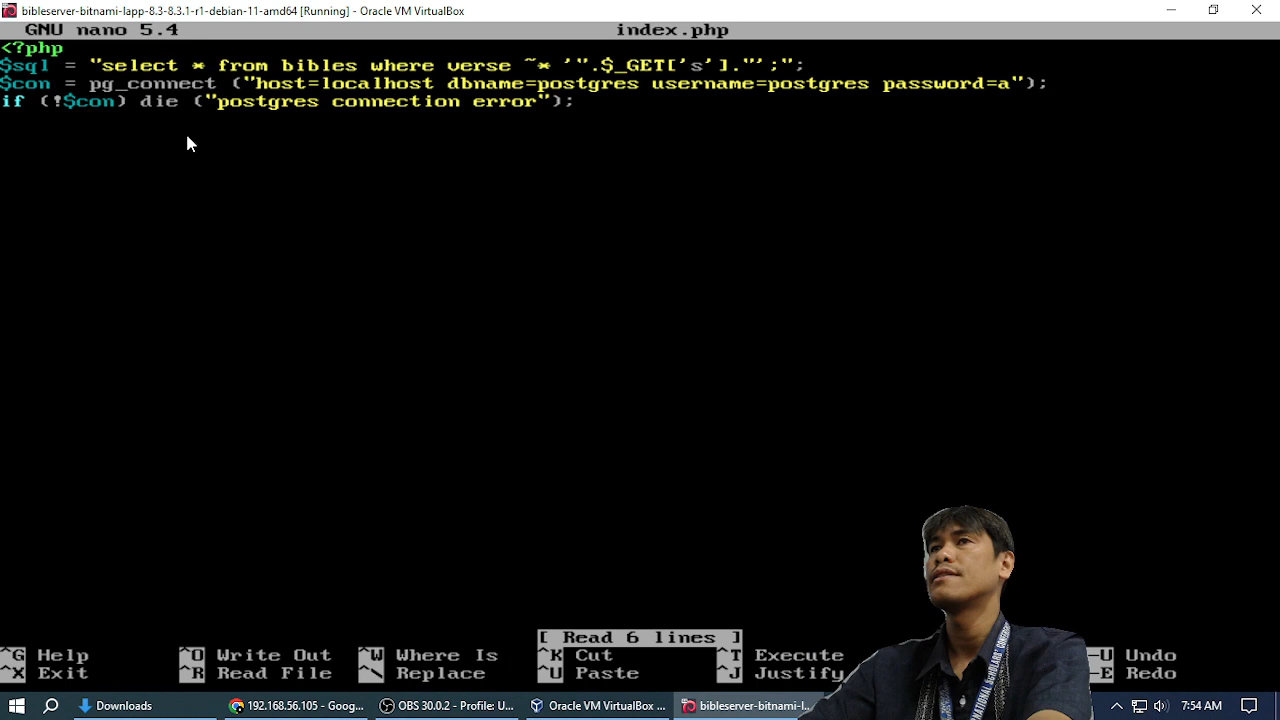 bibleserver-bitnami-lapp-8.3-8.3.1-r1-debian-11-amd64 [Running] - Oracle VM VirtualBox
GNU nano 5.4 index.php
<?php
$sql = "select * from bibles where verse ~* '".$_GET['s']."';";
$con = pg_connect ("host=localhost dbname=postgres username=postgres password=a");
if (!$con) die ("postgres connection error");
[ Read 6 lines ]
^G Help ^O Write Out ^W Where Is ^K Cut ^T Execute -U Undo
^X Exit ^R Read File ^\ Replace ^U Paste ^J Justify -E Redo
Downloads 192.168.56.105 - Goog... OBS 30.0.2 - Profile: U... Oracle VM VirtualBox ... bibleserver-bitnami-l... 7:54 AM